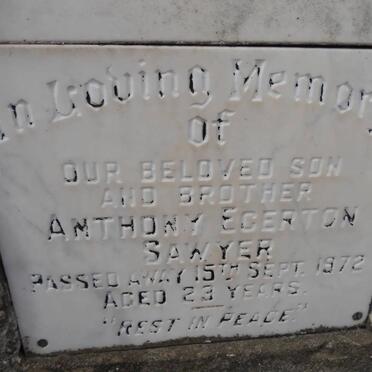 In Loving Memory
of
OUR BELOVED SON
AND BROTHER
ANTHONY EGERTON
SAWYER
PASSED AWAY 15TH SEPT. 1972
AGED 23 YEARS.
"REST IN PEACE"